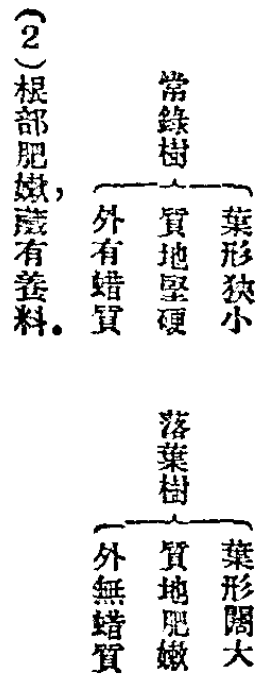 常綠樹
葉形狹小
質地堅硬
外有蜡質
落葉樹
葉形闊大
質地肥嫩
外無蜡質
（2）根部肥嫩，藏有養料．